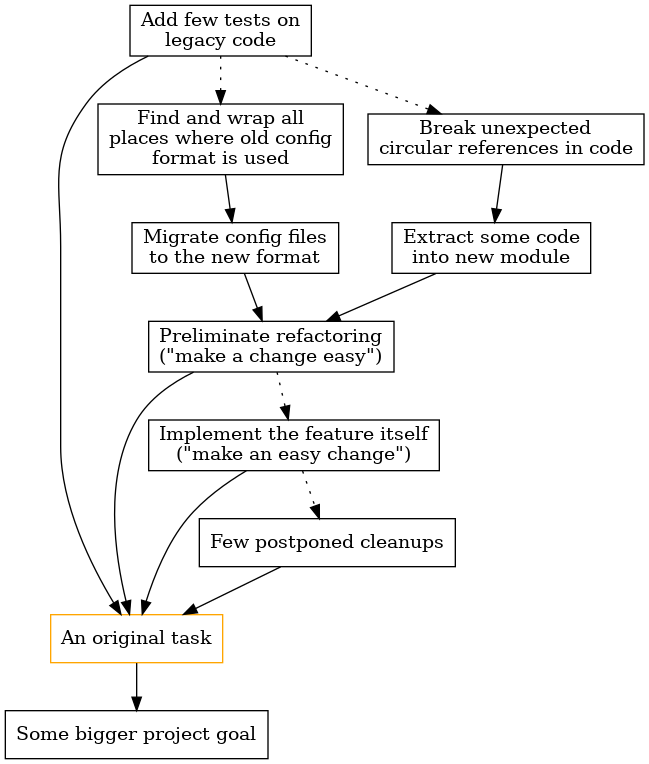 Add few tests on
legacy code
Find and wrap all
places where old config
format is used
Break unexpected
circular references in code
Migrate config files
to the new format
Extract some code
into new module
Preliminate refactoring
("make a change easy")
Implement the feature itself
("make an easy change")
Few postponed cleanups
An original task
Some bigger project goal